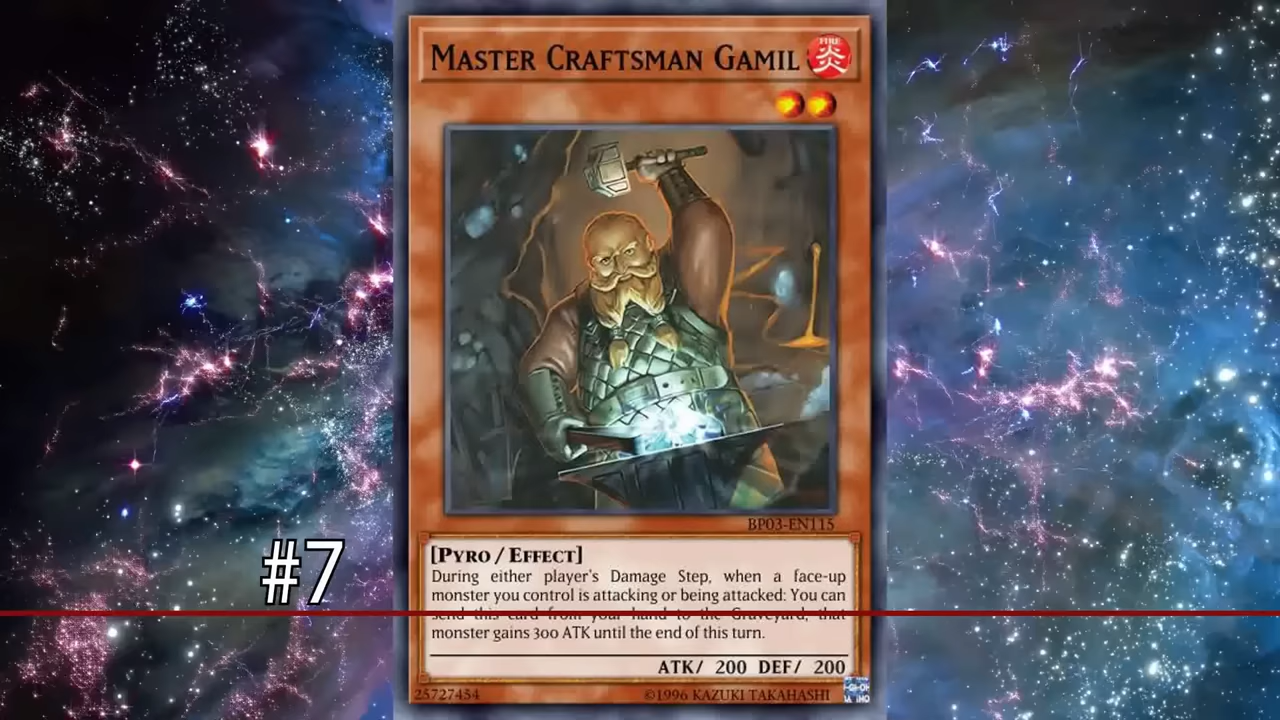 MASTER CRAFTSMAN GAMIL
FIRE
炎
BP03-EN115
#7
[PYRO / EFFECT]
During either player's Damage Step, when a face-up
monster you control is attacking or being attacked: You can
send this card from your hand to the Graveyard; that
monster gains 300 ATK until the end of this turn.
ATK/ 200 DEF/ 200
25727454
©1996 KAZUKI TAKAHASHI